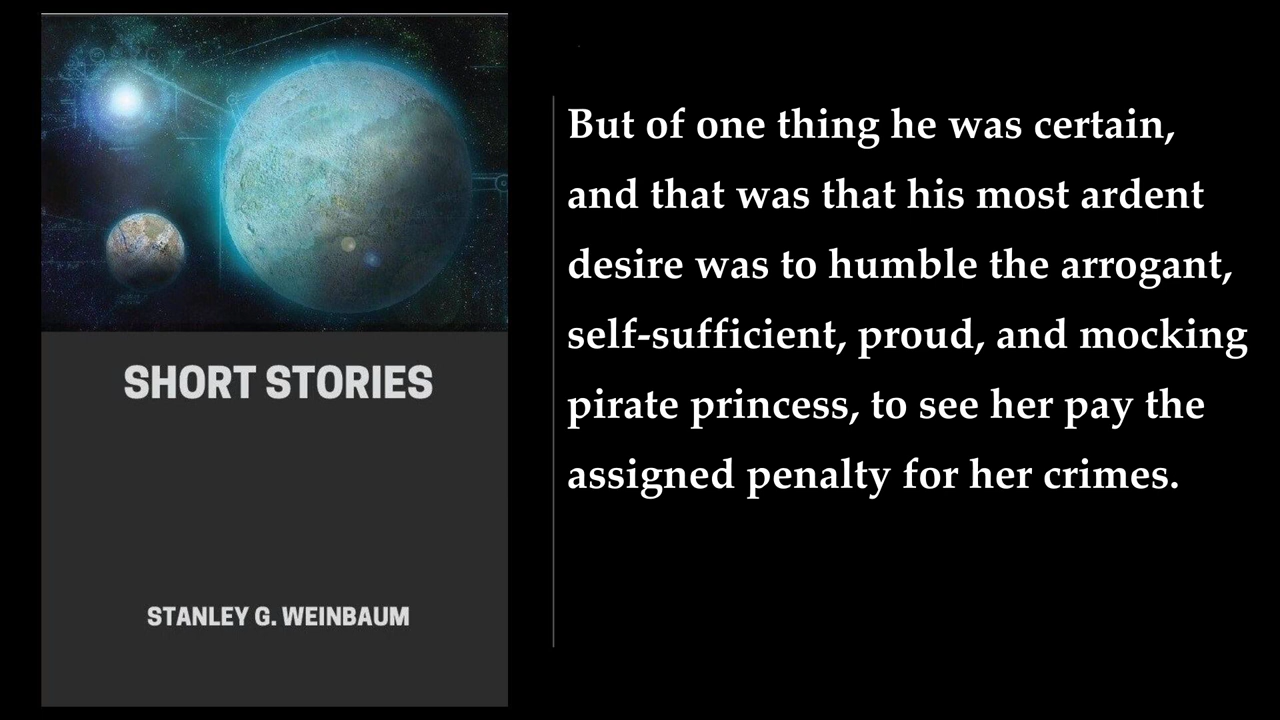 SHORT STORIES
STANLEY G. WEINBAUM
But of one thing he was certain,
and that was that his most ardent
desire was to humble the arrogant,
self-sufficient, proud, and mocking
pirate princess, to see her pay the
assigned penalty for her crimes.